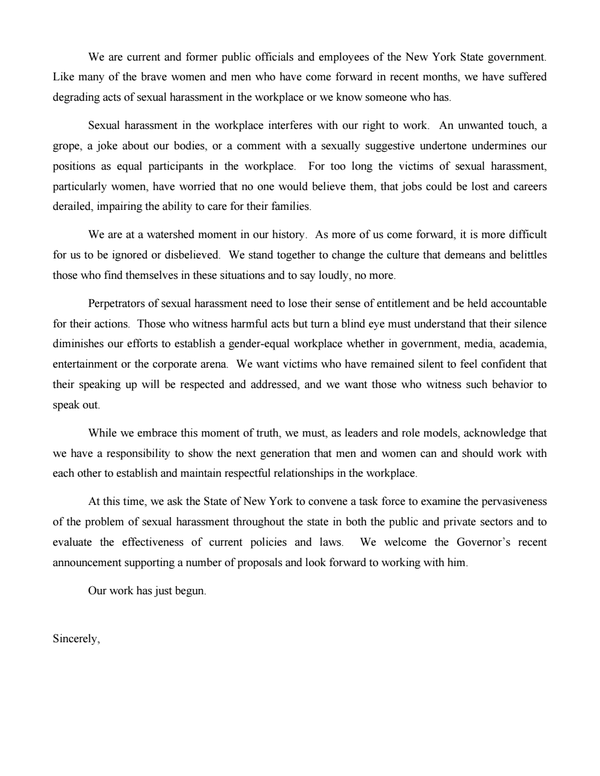 We are current and former public officials and employees of the New York State government.
Like many of the brave women and men who have come forward in recent months, we have suffered
degrading acts of sexual harassment in the workplace or we know someone who has.
Sexual harassment in the workplace interferes with our right to work. An unwanted touch, a
grope, a joke about our bodies, or a comment with a sexually suggestive undertone undermines our
positions as equal participants in the workplace. For too long the victims of sexual harassment,
particularly women, have worried that no one would believe them, that jobs could be lost and careers
derailed, impairing the ability to care for their families.
We are at a watershed moment in our history. As more of us come forward, it is more difficult
for us to be ignored or disbelieved. We stand together to change the culture that demeans and belittles
those who find themselves in these situations and to say loudly, no more.
Perpetrators of sexual harassment need to lose their sense of entitlement and be held accountable
for their actions. Those who witness harmful acts but turn a blind eye must understand that their silence
diminishes our efforts to establish a gender-equal workplace whether in government, media, academia,
entertainment or the corporate arena. We want victims who have remained silent to feel confident that
their speaking up will be respected and addressed, and we want those who witness such behavior to
speak out.
While we embrace this moment of truth, we must, as leaders and role models, acknowledge that
we have a responsibility to show the next generation that men and women can and should work with
each other to establish and maintain respectful relationships in the workplace.
At this time, we ask the State of New York to convene a task force to examine the pervasiveness
of the problem of sexual harassment throughout the state in both the public and private sectors and to
evaluate the effectiveness of current policies and laws. We welcome the Governor's recent
announcement supporting a number of proposals and look forward to working with him.
Our work has just begun.
Sincerely,